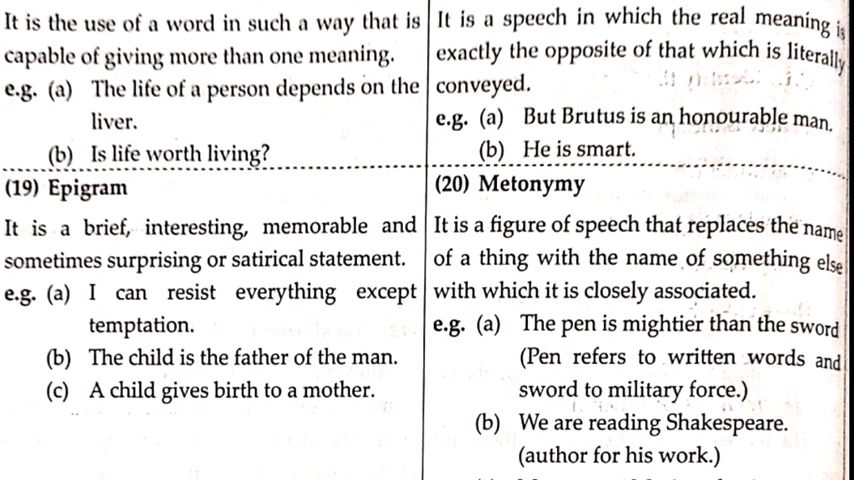 It is the use of a word in such a way that is
capable of giving more than one meaning.
e.g. (a) The life of a person depends on the
liver.
(b) Is life worth living?
It is a speech in which the real meaning is
exactly the opposite of that which is literally
conveyed.
e.g. (a) But Brutus is an honourable man.
(b) He is smart.
(19) Epigram
It is a brief, interesting, memorable and
sometimes surprising or satirical statement.
e.g. (a) I can resist everything except
temptation.
(b) The child is the father of the man.
(c) A child gives birth to a mother.
(20) Metonymy
It is a figure of speech that replaces the name
of a thing with the name of something else
with which it is closely associated.
e.g. (a) The pen is mightier than the sword
(Pen refers to written words and
sword to military force.)
(b) We are reading Shakespeare.
(author for his work.)